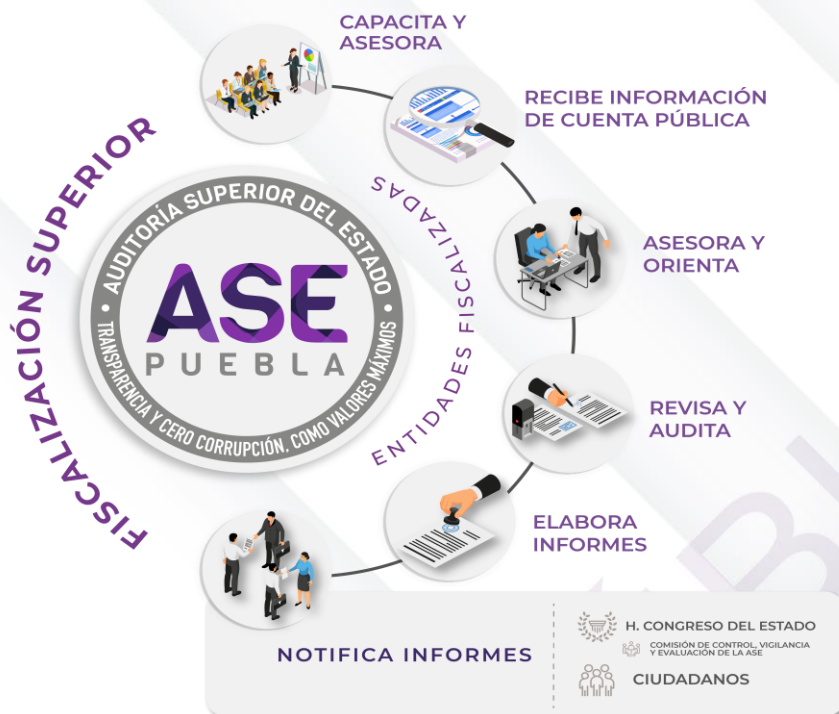 CAPACITA Y
ASESORA
RECIBE INFORMACIÓN
DE CUENTA PÚBLICA
FISCALIZACIÓN SUPERIOR
AUDITORÍA SUPERIOR DEL ESTADO
ASE
PUEBLA
TRANSPARENCIA Y CERO CORRUPCIÓN, COMO VALORES MÁXIMOS
ENTIDADES FISCALIZADAS
ASESORA Y
ORIENTA
REVISA Y
AUDITA
ELABORA
INFORMES
NOTIFICA INFORMES
H. CONGRESO DEL ESTADO
COMISIÓN DE CONTROL, VIGILANCIA
Y EVALUACIÓN DE LA ASE
CIUDADANOS